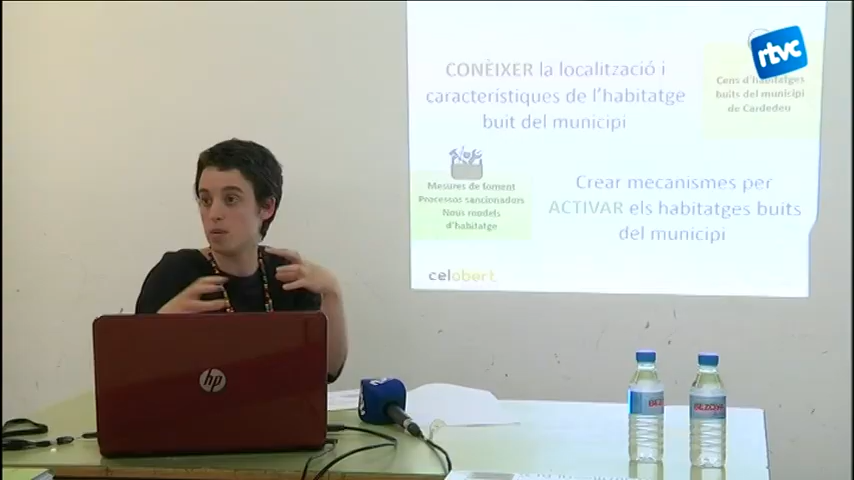 rtvc
CONÈIXER la localització i
característiques de l'habitatge
buit del municipi
Cens d'habitatges
buits del municipi
de Cardedeu
Mesures de foment
Processos sancionadors
Nous models
d'habitatge
Crear mecanismes per
ACTIVAR els habitatges buits
del municipi
celobert
hp
BEZOYA